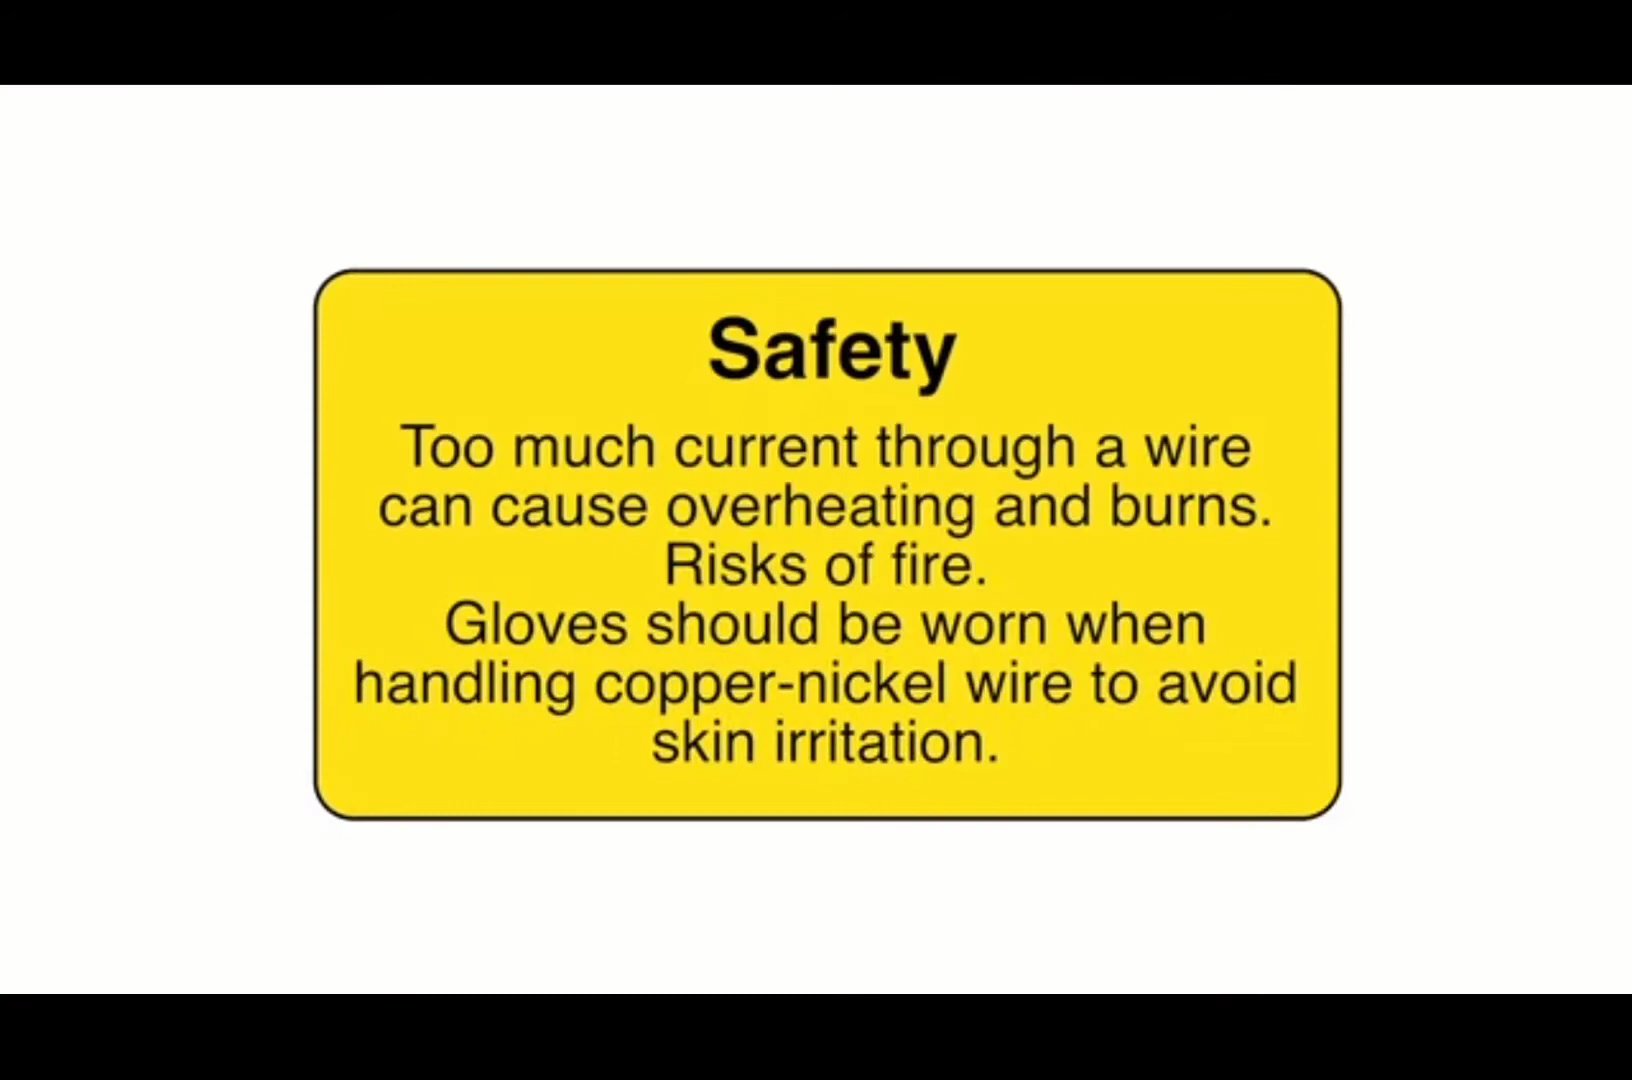 Safety
Too much current through a wire
can cause overheating and burns.
Risks of fire.
Gloves should be worn when
handling copper-nickel wire to avoid
skin irritation.